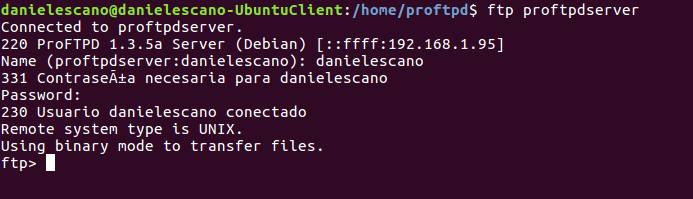 danielescano@danielescano-UbuntuClient:/home/proftpd$ ftp proftpdserver
Connected to proftpdserver.
220 ProFTPD 1.3.5a Server (Debian) [::ffff:192.168.1.95]
Name (proftpdserver:danielescano): danielescano
331 Contraseña necesaria para danielescano
Password:
230 Usuario danielescano conectado
Remote system type is UNIX.
Using binary mode to transfer files.
ftp>